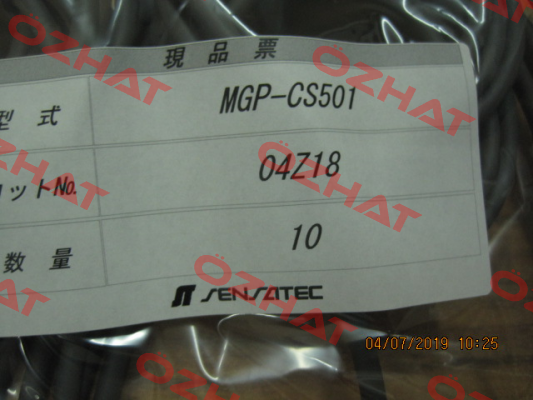 現品票
型式 MGP-CS501
ロットNo. 04Z18
数量 10
SENSATEC
04/07/2019 10:25
OZHAT
OZHAT
OZHAT
OZHAT
OZHAT
OZHAT